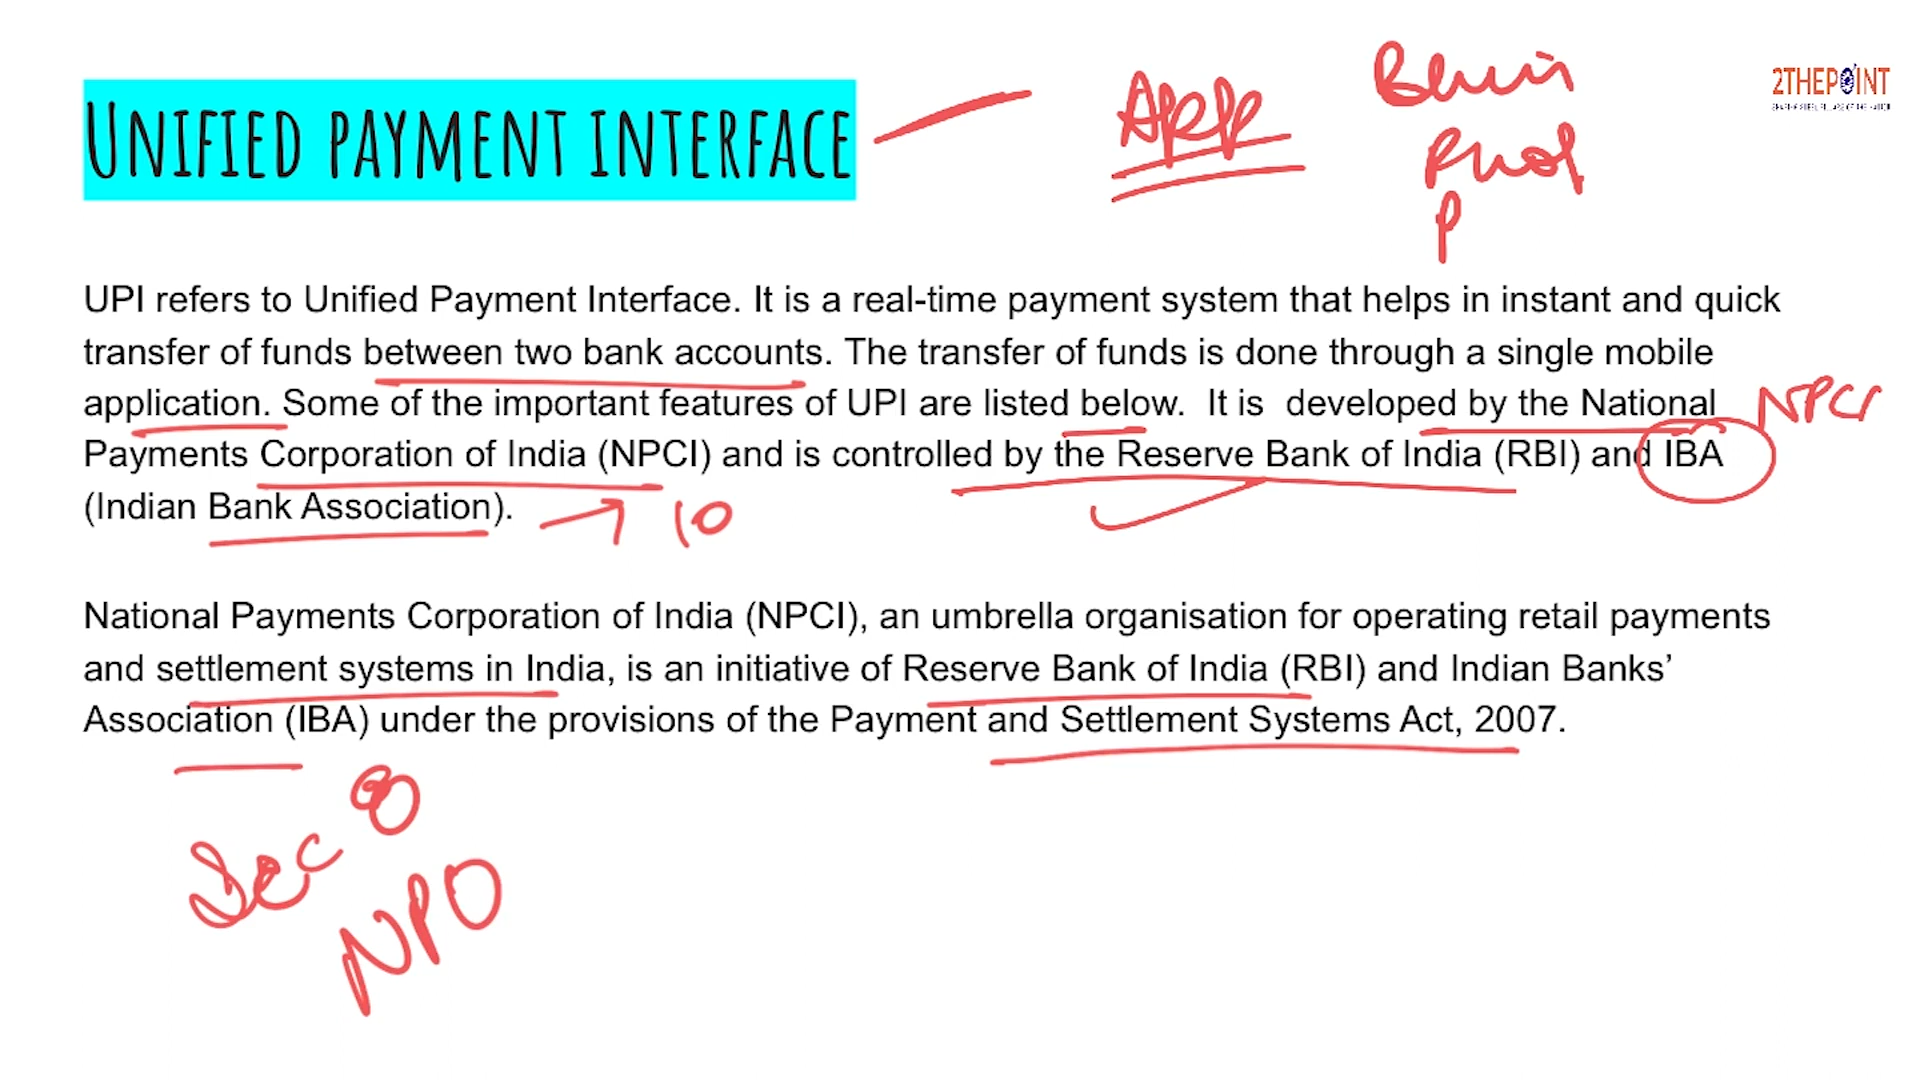 UNIFIED PAYMENT INTERFACE
APP
2THEPOINT
UPI refers to Unified Payment Interface. It is a real-time payment system that helps in instant and quick
transfer of funds between two bank accounts. The transfer of funds is done through a single mobile
application. Some of the important features of UPI are listed below. It is developed by the National
NPCI
Payments Corporation of India (NPCI) and is controlled by the Reserve Bank of India (RBI) and IBA
(Indian Bank Association).
10
National Payments Corporation of India (NPCI), an umbrella organisation for operating retail payments
and settlement systems in India, is an initiative of Reserve Bank of India (RBI) and Indian Banks’
Association (IBA) under the provisions of the Payment and Settlement Systems Act, 2007.
Sec 8
NPO